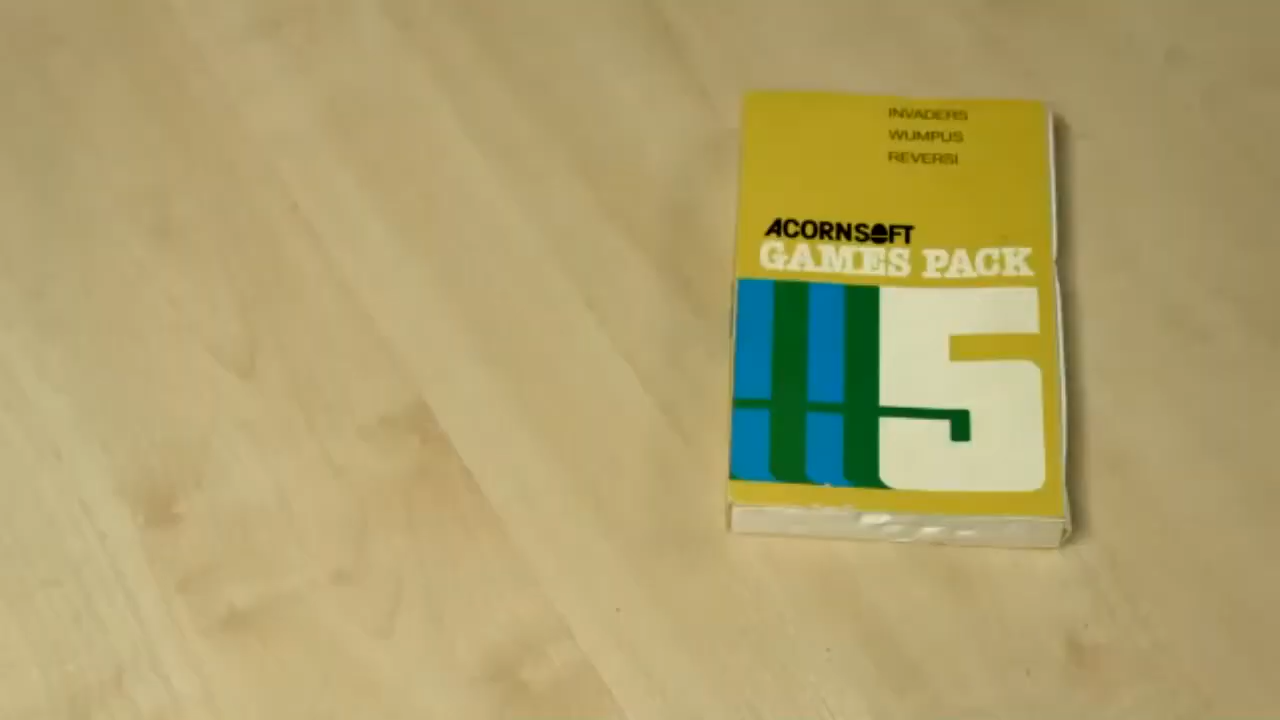 INVADERS
WUMPUS
REVERSI
ACORNSOFT
GAMES PACK
5